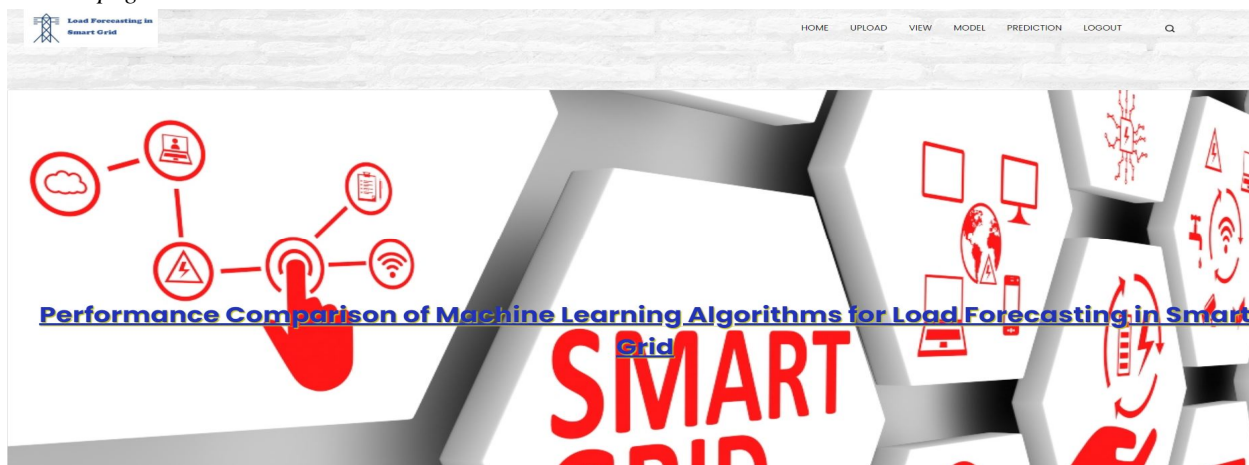 Load Forecasting in
Smart Grid
HOME UPLOAD VIEW MODEL PREDICTION LOGOUT
Performance Comparison of Machine Learning Algorithms for Load Forecasting in Smart
Grid
SMART
GRID